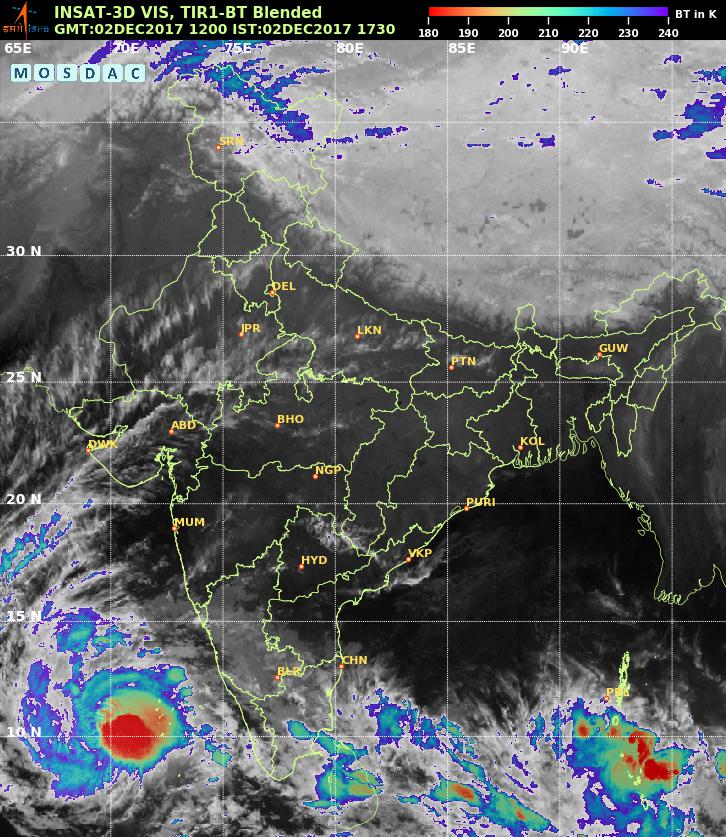 INSAT-3D VIS, TIR1-BT Blended
GMT:02DEC2017 1200 IST:02DEC2017 1730
BT in K
180 190 200 210 220 230 240
65E 70E 75E 80E 85E 90E
MOSDAC
SRN
30 N
DEL
JPR LKN
GUW
PTN
25 N
ABD BHO
DWK KOL
NGP
20 N PURI
MUM
VKP
HYD
15 N
CHN
BLR
PBL
10 N